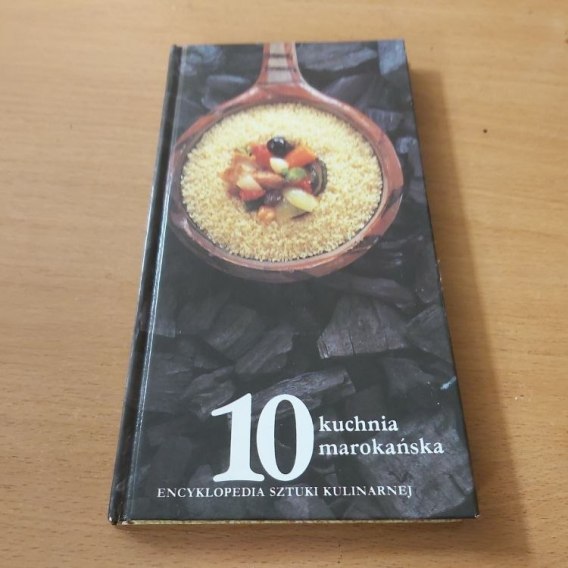 10
kuchnia
marokańska
ENCYKLOPEDIA SZTUKI KULINARNEJ